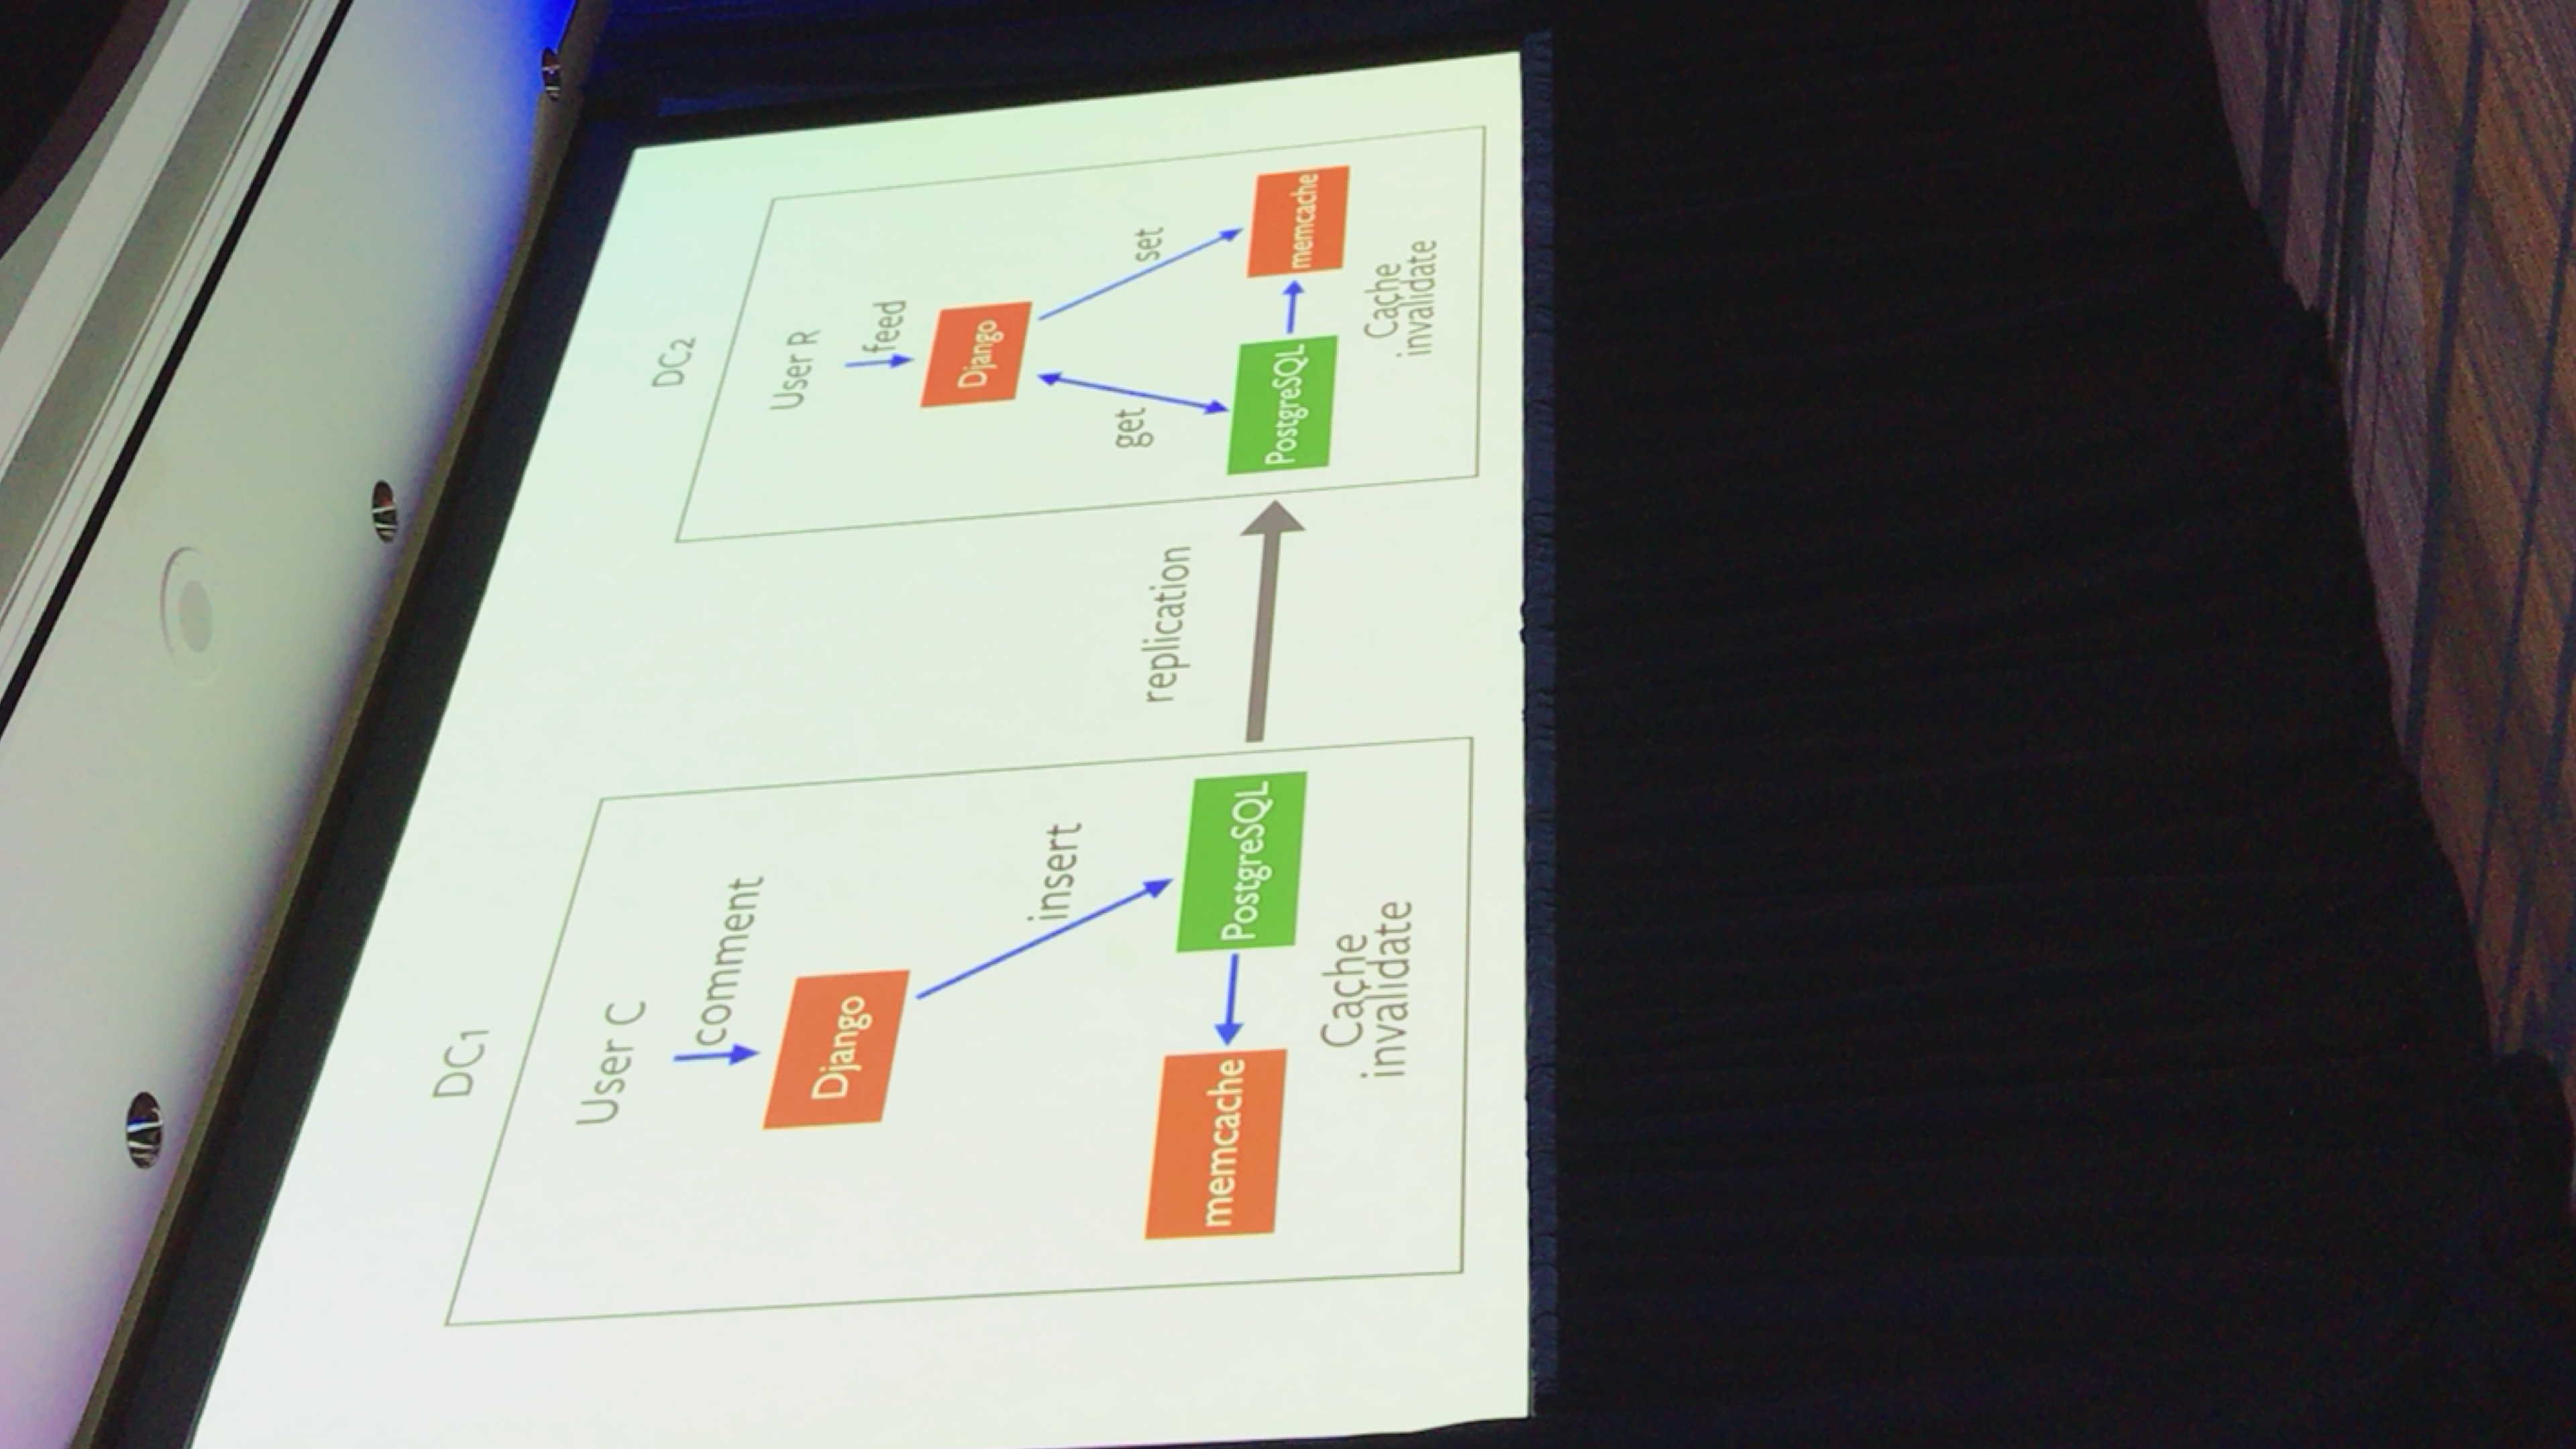 DC1
User C
comment
Django
insert
memcache
PostgreSQL
Cache
invalidate
replication
DC2
User R
feed
Django
get
set
PostgreSQL
memcache
Cache
invalidate